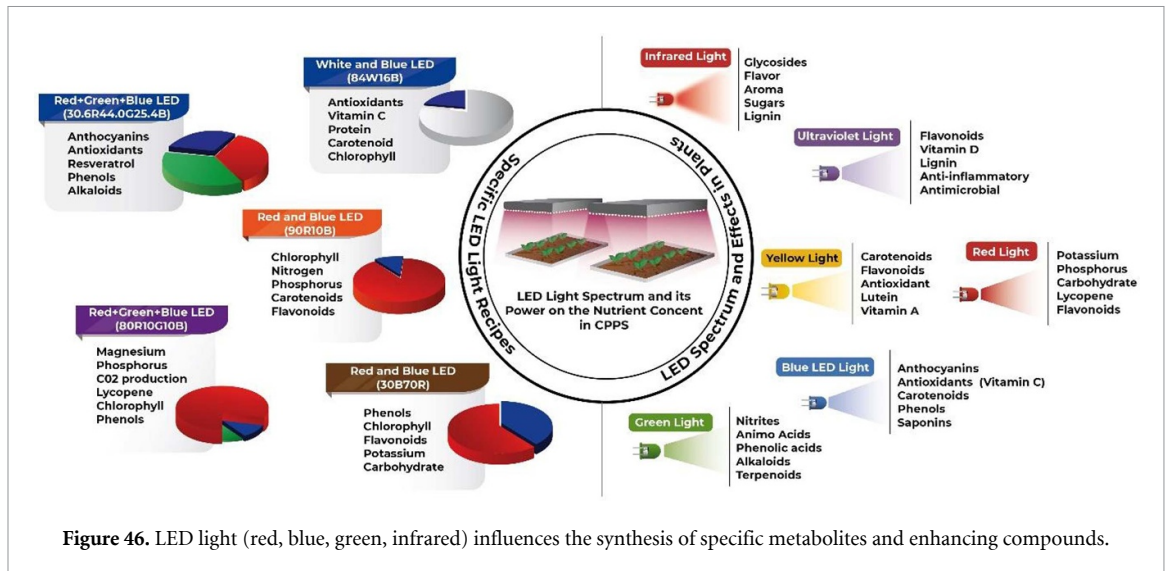 White and Blue LED
(84W16B)
Antioxidants
Vitamin C
Protein
Carotenoid
Chlorophyll
Red+Green+Blue LED
(30.6R44.0G25.4B)
Anthocyanins
Antioxidants
Resveratrol
Phenols
Alkaloids
Red and Blue LED
(90R10B)
Chlorophyll
Nitrogen
Phosphorus
Carotenoids
Flavonoids
Red+Green+Blue LED
(80R10G10B)
Magnesium
Phosphorus
C02 production
Lycopene
Chlorophyll
Phenols
Red and Blue LED
(30B70R)
Phenols
Chlorophyll
Flavonoids
Potassium
Carbohydrate
Specific LED Light Recipes
LED Spectrum and Effects in Plants
LED Light Spectrum and its
Power on the Nutrient Concent
in CPPS
Infrared Light
Glycosides
Flavor
Aroma
Sugars
Lignin
Ultraviolet Light
Flavonoids
Vitamin D
Lignin
Anti-inflammatory
Antimicrobial
Yellow Light
Carotenoids
Flavonoids
Antioxidant
Lutein
Vitamin A
Red Light
Potassium
Phosphorus
Carbohydrate
Lycopene
Flavonoids
Blue LED Light
Anthocyanins
Antioxidants (Vitamin C)
Carotenoids
Phenols
Saponins
Green Light
Nitrites
Animo Acids
Phenolic acids
Alkaloids
Terpenoids
Figure 46. LED light (red, blue, green, infrared) influences the synthesis of specific metabolites and enhancing compounds.